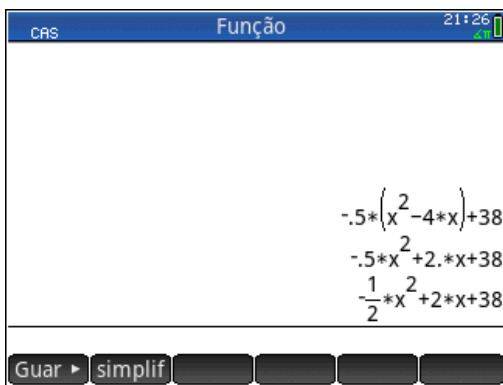 CAS Função 21:26
∡π
-.5*(x²-4*x)+38
-.5*x²+2.*x+38
-1/2*x²+2*x+38
Guar ▸ simplif